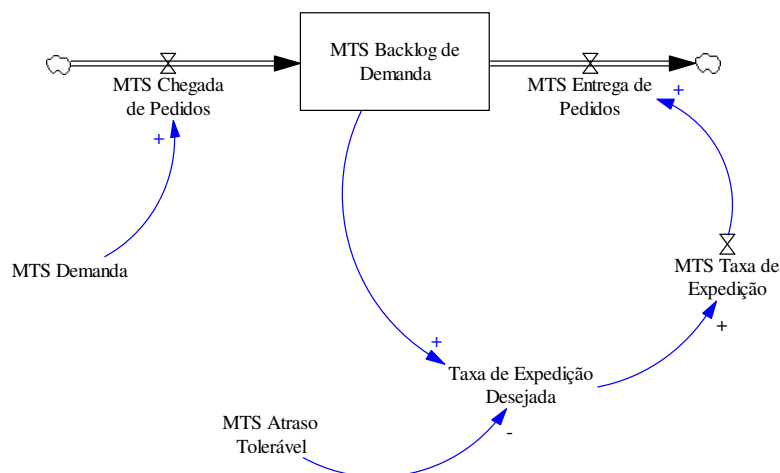 MTS Backlog de
Demanda
MTS Chegada
de Pedidos
MTS Entrega de
Pedidos
+
+
MTS Demanda
MTS Taxa de
Expedição
+
+
Taxa de Expedição
Desejada
MTS Atraso
Tolerável
-